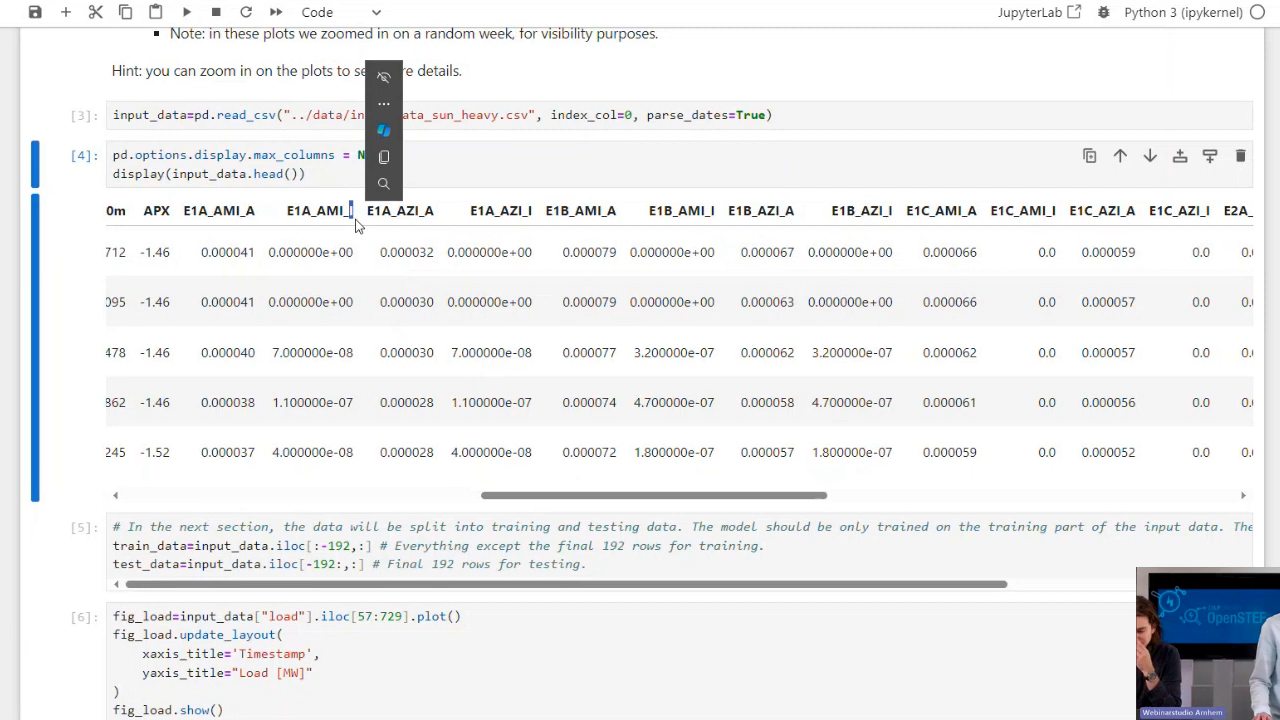 Code
JupyterLab
Python 3 (ipykernel)
Note: in these plots we zoomed in on a random week, for visibility purposes.
Hint: you can zoom in on the plots to se re details.
[3]: input_data=pd.read_csv("../data/in ata_sun_heavy.csv", index_col=0, parse_dates=True)
[4]: pd.options.display.max_columns = N
display(input_data.head())
0m APX E1A_AMI_A E1A_AMI_I E1A_AZI_A E1A_AZI_I E1B_AMI_A E1B_AMI_I E1B_AZI_A E1B_AZI_I E1C_AMI_A E1C_AMI_I E1C_AZI_A E1C_AZI_I E2A_
712 -1.46 0.000041 0.000000e+00 0.000032 0.000000e+00 0.000079 0.000000e+00 0.000067 0.000000e+00 0.000066 0.0 0.000059 0.0 0.0
095 -1.46 0.000041 0.000000e+00 0.000030 0.000000e+00 0.000079 0.000000e+00 0.000063 0.000000e+00 0.000066 0.0 0.000057 0.0 0.0
478 -1.46 0.000040 7.000000e-08 0.000030 7.000000e-08 0.000077 3.200000e-07 0.000062 3.200000e-07 0.000062 0.0 0.000057 0.0 0.0
862 -1.46 0.000038 1.100000e-07 0.000028 1.100000e-07 0.000074 4.700000e-07 0.000058 4.700000e-07 0.000061 0.0 0.000056 0.0 0.0
245 -1.52 0.000037 4.000000e-08 0.000028 4.000000e-08 0.000072 1.800000e-07 0.000057 1.800000e-07 0.000059 0.0 0.000052 0.0 0.0
[5]: # In the next section, the data will be split into training and testing data. The model should be only trained on the training part of the input data. The
train_data=input_data.iloc[:-192,:] # Everything except the final 192 rows for training.
test_data=input_data.iloc[-192:,:] # Final 192 rows for testing.
[6]: fig_load=input_data["load"].iloc[57:729].plot()
fig_load.update_layout(
xaxis_title='Timestamp',
yaxis_title="Load [MW]"
)
fig_load.show()
OpenSTEF
Webinarstudio Arnhem